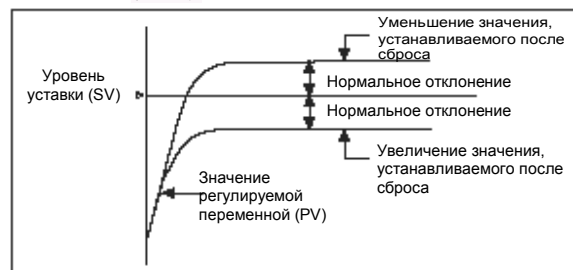 Уменьшение значения,
устанавливаемого после
сброса
Уровень
уставки (SV)
Нормальное отклонение
Нормальное отклонение
Увеличение значения,
устанавливаемого после
сброса
Значение
регулируемой
переменной (PV)